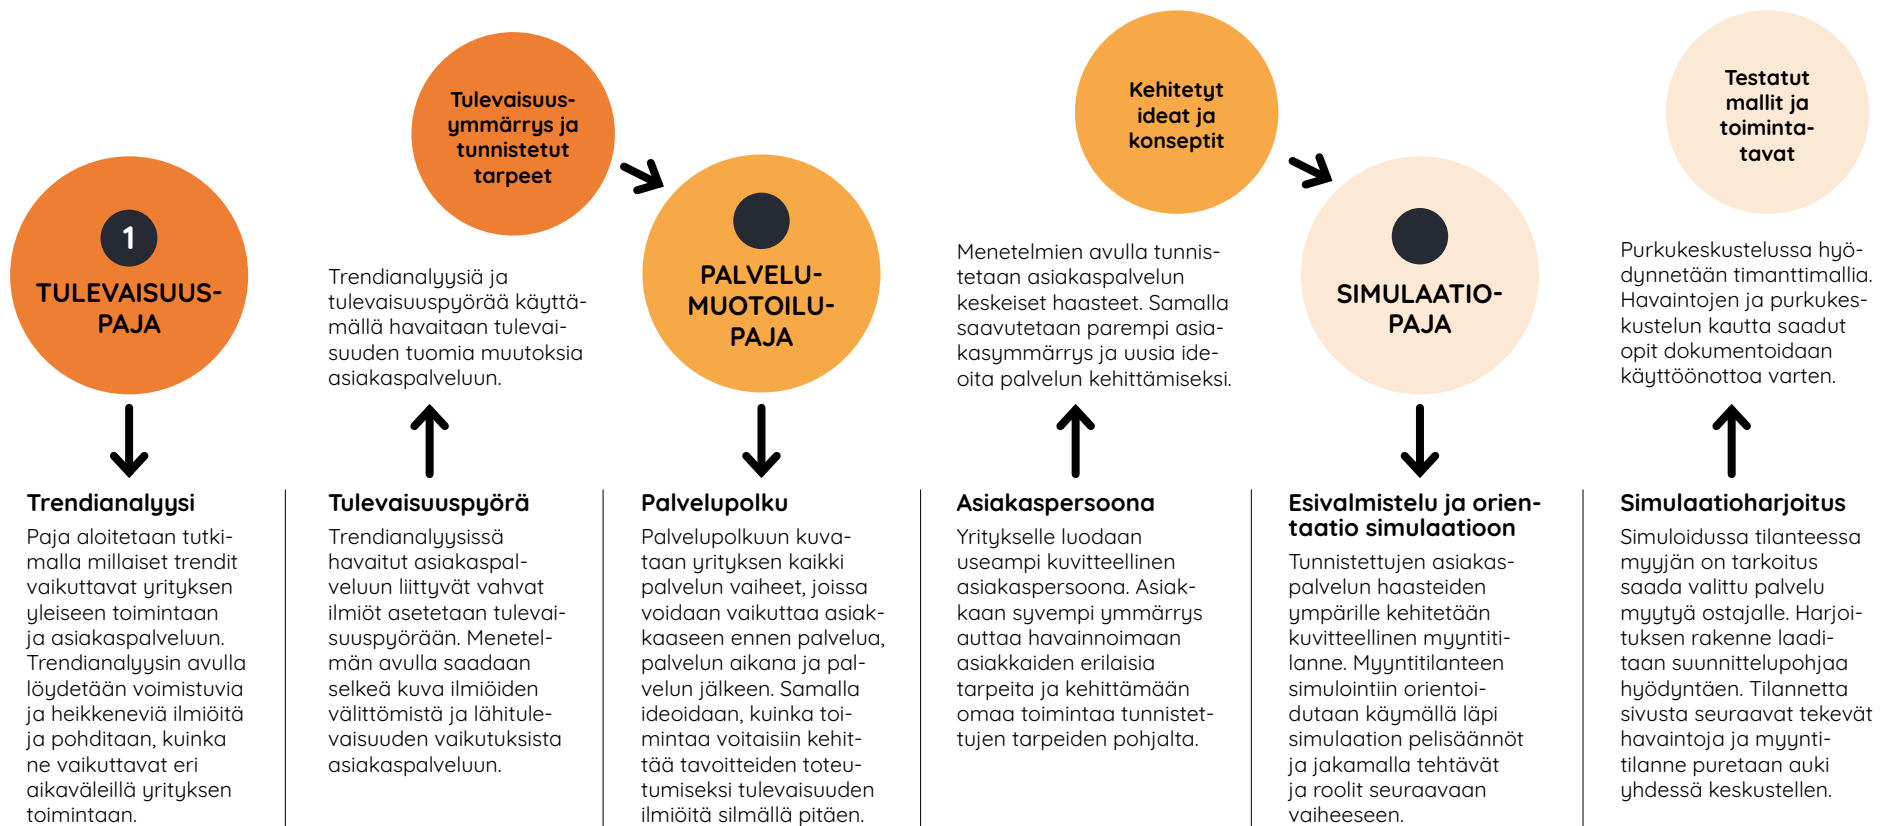 1
TULEVAISUUS-
PAJA
Trendianalyysi
Paja aloitetaan tutki-
malla millaiset trendit
vaikuttavat yrityksen
yleiseen toimintaan
ja asiakaspalveluun.
Trendianalyysin avulla
löydetään voimistuvia
ja heikkeneviä ilmiöitä
ja pohditaan, kuinka
ne vaikuttavat eri
aikaväleillä yrityksen
toimintaan.
Tulevaisuus-
ymmärrys ja
tunnistetut
tarpeet
Trendianalyysiä ja
tulevaisuuspyörää käyttä-
mällä havaitaan tulevai-
suuden tuomia muutoksia
asiakaspalveluun.
Tulevaisuuspyörä
Trendianalyysissä
havaitut asiakaspal-
veluun liittyvät vahvat
ilmiöt asetetaan tulevai-
suuspyörään. Menetel-
män avulla saadaan
selkeä kuva ilmiöiden
välittömistä ja lähitule-
vaisuuden vaikutuksista
asiakaspalveluun.
PALVELU-
MUOTOILU-
PAJA
Palvelupolku
Palvelupolkuun kuva-
taan yrityksen kaikki
palvelun vaiheet, joissa
voidaan vaikuttaa asiak-
kaaseen ennen palvelua,
palvelun aikana ja pal-
velun jälkeen. Samalla
ideoidaan, kuinka toi-
mintaa voitaisiin kehit-
tää tavoitteiden toteu-
tumiseksi tulevaisuuden
ilmiöitä silmällä pitäen.
Kehitetyt
ideat ja
konseptit
Menetelmien avulla tunnis-
tetaan asiakaspalvelun
keskeiset haasteet. Samalla
saavutetaan parempi asia-
kasymmärrys ja uusia ide-
oita palvelun kehittämiseksi.
Asiakaspersoona
Yritykselle luodaan
useampi kuvitteellinen
asiakaspersoona. Asiak-
kaan syvempi ymmärrys
auttaa havainnoimaan
asiakkaiden erilaisia
tarpeita ja kehittämään
omaa toimintaa tunnistet-
tujen tarpeiden pohjalta.
SIMULAATIO-
PAJA
Esivalmistelu ja orien-
taatio simulaatioon
Tunnistettujen asiakas-
palvelun haasteiden
ympärille kehitetään
kuvitteellinen myyntiti-
lanne. Myyntitilanteen
simulointiin orientoi-
dutaan käymällä läpi
simulaation pelisäännöt
ja jakamalla tehtävät
ja roolit seuraavaan
vaiheeseen.
Testatut
mallit ja
toiminta-
tavat
Purkukeskustelussa hyö-
dynnetään timanttimallia.
Havaintojen ja purkukes-
kustelun kautta saadut
opit dokumentoidaan
käyttöönottoa varten.
Simulaatioharjoitus
Simuloidussa tilanteessa
myyjän on tarkoitus
saada valittu palvelu
myytyä ostajalle. Harjoi-
tuksen rakenne laadi-
taan suunnittelupohjaa
hyödyntäen. Tilannetta
sivusta seuraavat tekevät
havaintoja ja myynti-
tilanne puretaan auki
yhdessä keskustellen.